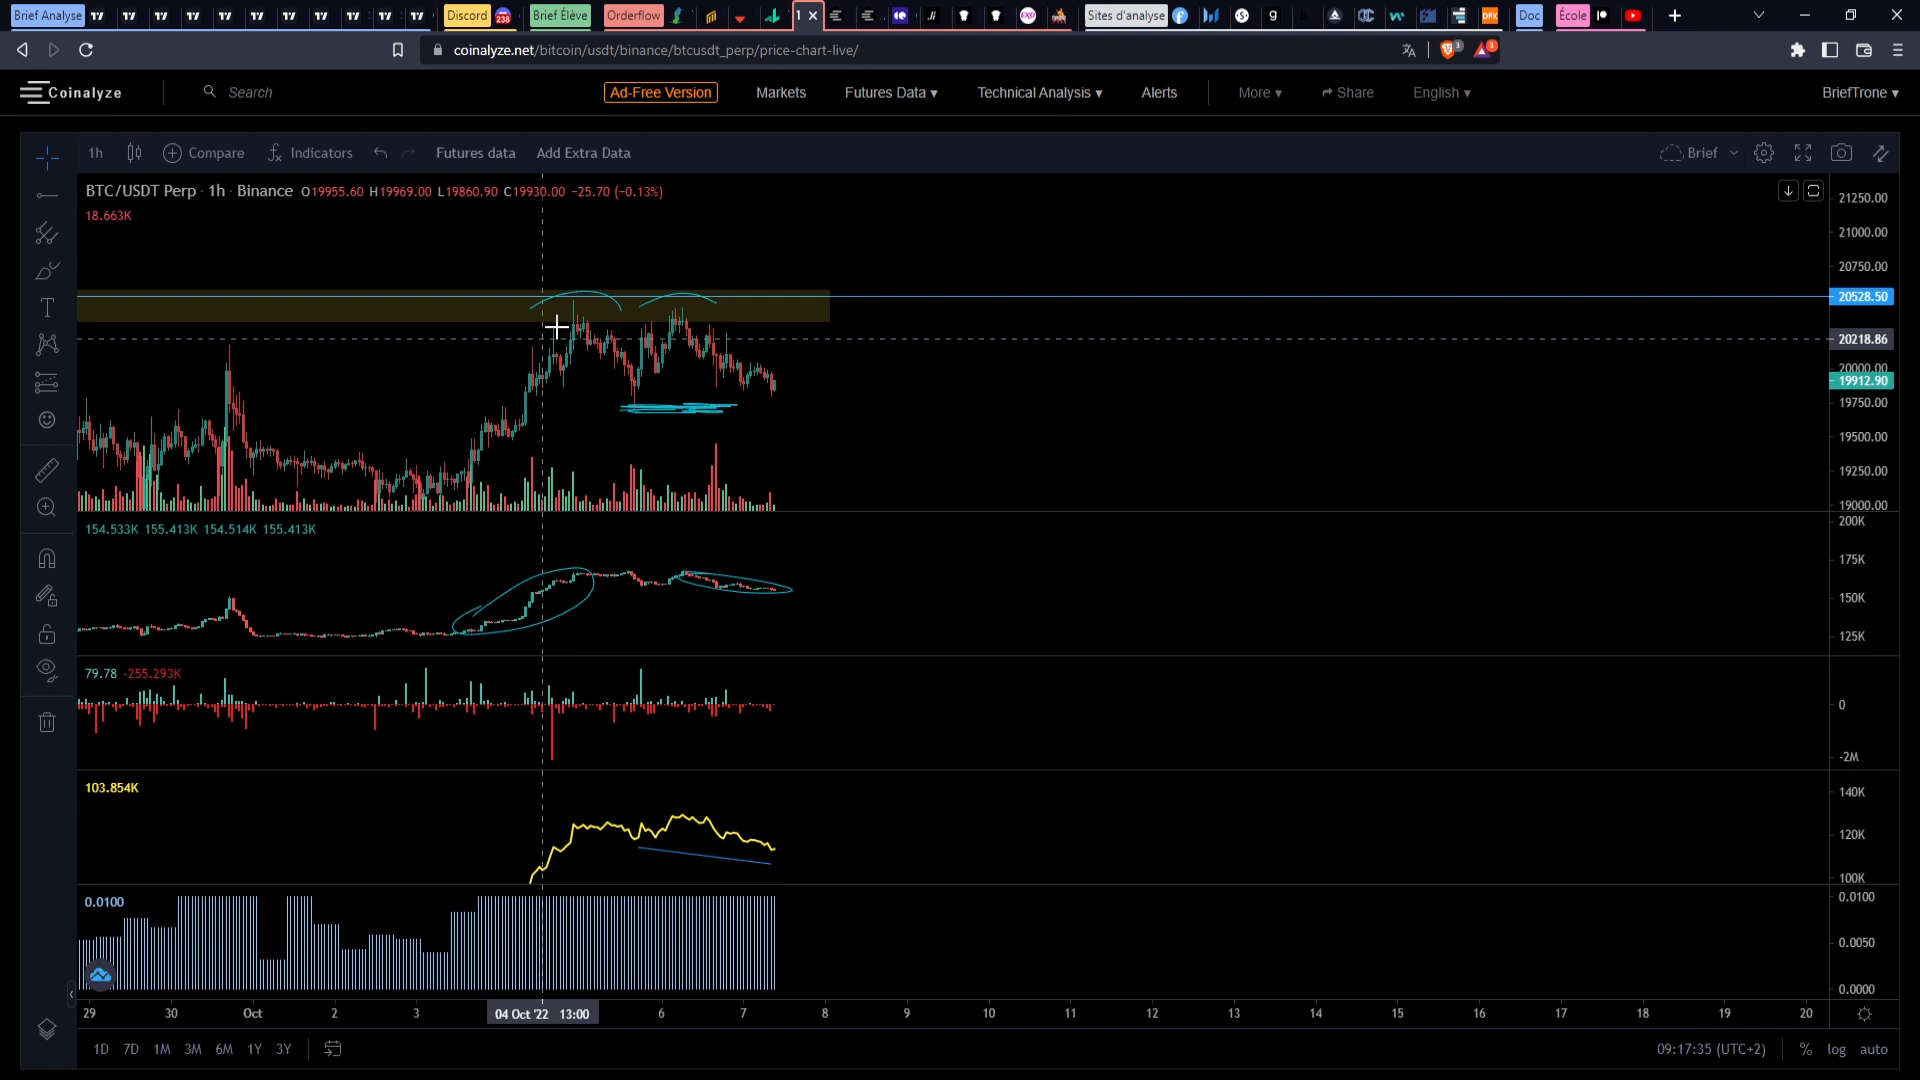 Brief Analyse
Discord
238
Brief Élève
Orderflow
1
Sites d'analyse
Doc
École
coinalyze.net/bitcoin/usdt/binance/btcusdt_perp/price-chart-live/
3
1
Coinalyze
Search
Ad-Free Version
Markets
Futures Data ▾
Technical Analysis ▾
Alerts
More ▾
Share
English ▾
BriefTrone ▾
1h
Compare
Indicators
Futures data
Add Extra Data
Brief
BTC/USDT Perp · 1h · Binance O19955.60 H19969.00 L19860.90 C19930.00 −25.70 (−0.13%)
18.663K
21250.00
21000.00
20750.00
20528.50
20218.86
20000.00
19912.90
19750.00
19500.00
19250.00
19000.00
154.533K 155.413K 154.514K 155.413K
200K
175K
150K
125K
79.78 -255.293K
0
-2M
103.854K
140K
120K
100K
0.0100
0.0100
0.0050
0.0000
29 30 Oct 2 3 04 Oct '22 13:00 6 7 8 9 10 11 12 13 14 15 16 17 18 19 20
1D 7D 1M 3M 6M 1Y 3Y
09:17:35 (UTC+2)
% log auto